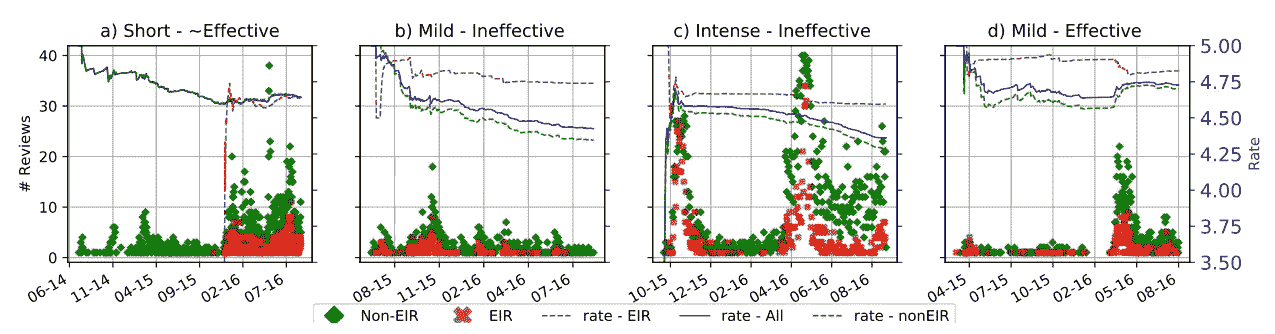 a) Short - ~Effective
b) Mild - Ineffective
c) Intense - Ineffective
d) Mild - Effective
# Reviews
40
30
20
10
0
5.00
4.75
4.50
4.25
4.00
3.75
3.50
Rate
06-14 11-14 04-15 09-15 02-16 07-16
08-15 11-15 02-16 04-16 07-16
10-15 12-15 02-16 04-16 06-16 08-16
04-15 07-15 10-15 02-16 05-16 08-16
Non-EIR EIR rate - EIR rate - All rate - nonEIR